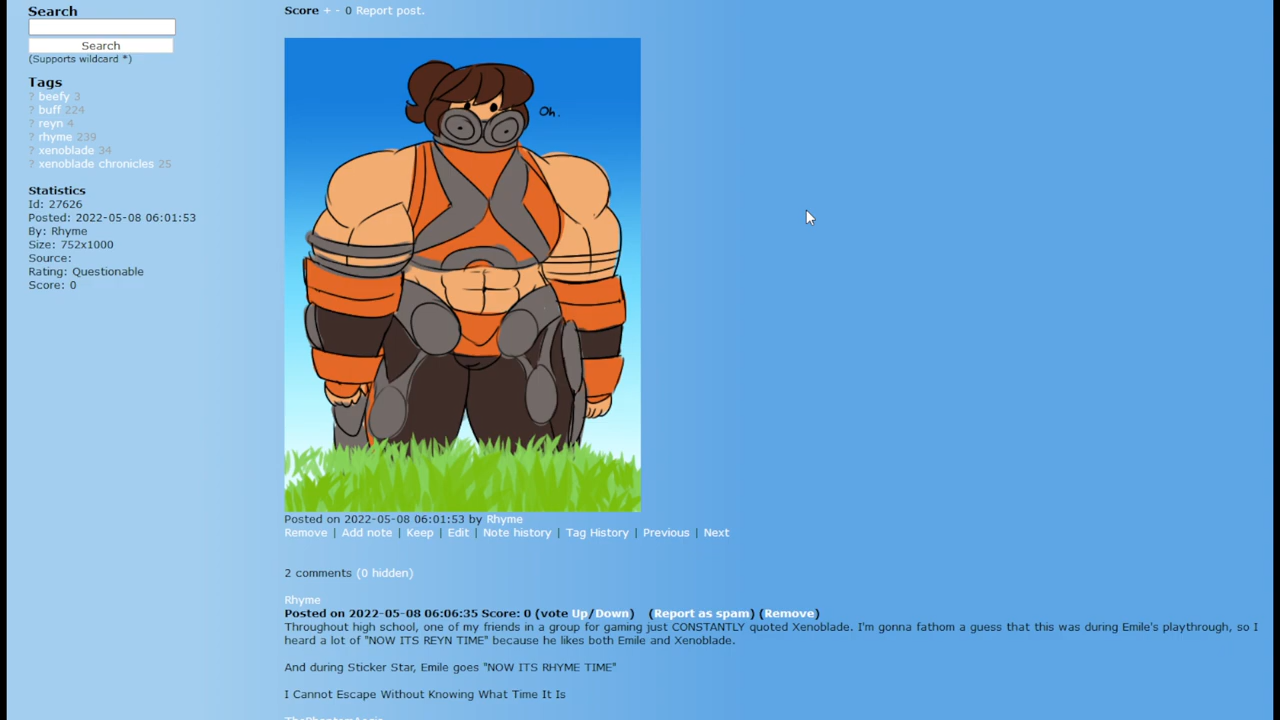 Search
Search
(Supports wildcard *)
Tags
? beefy 3
? buff 224
? reyn 4
? rhyme 239
? xenoblade 34
? xenoblade chronicles 25
Statistics
Id: 27626
Posted: 2022-05-08 06:01:53
By: Rhyme
Size: 752x1000
Source:
Rating: Questionable
Score: 0
Score + - 0 Report post.
Oh.
Posted on 2022-05-08 06:01:53 by Rhyme
Remove | Add note | Keep | Edit | Note history | Tag History | Previous | Next
2 comments (0 hidden)
Rhyme
Posted on 2022-05-08 06:06:35 Score: 0 (vote Up/Down) (Report as spam) (Remove)
Throughout high school, one of my friends in a group for gaming just CONSTANTLY quoted Xenoblade. I'm gonna fathom a guess that this was during Emile's playthrough, so I
heard a lot of "NOW ITS REYN TIME" because he likes both Emile and Xenoblade.
And during Sticker Star, Emile goes "NOW ITS RHYME TIME"
I Cannot Escape Without Knowing What Time It Is